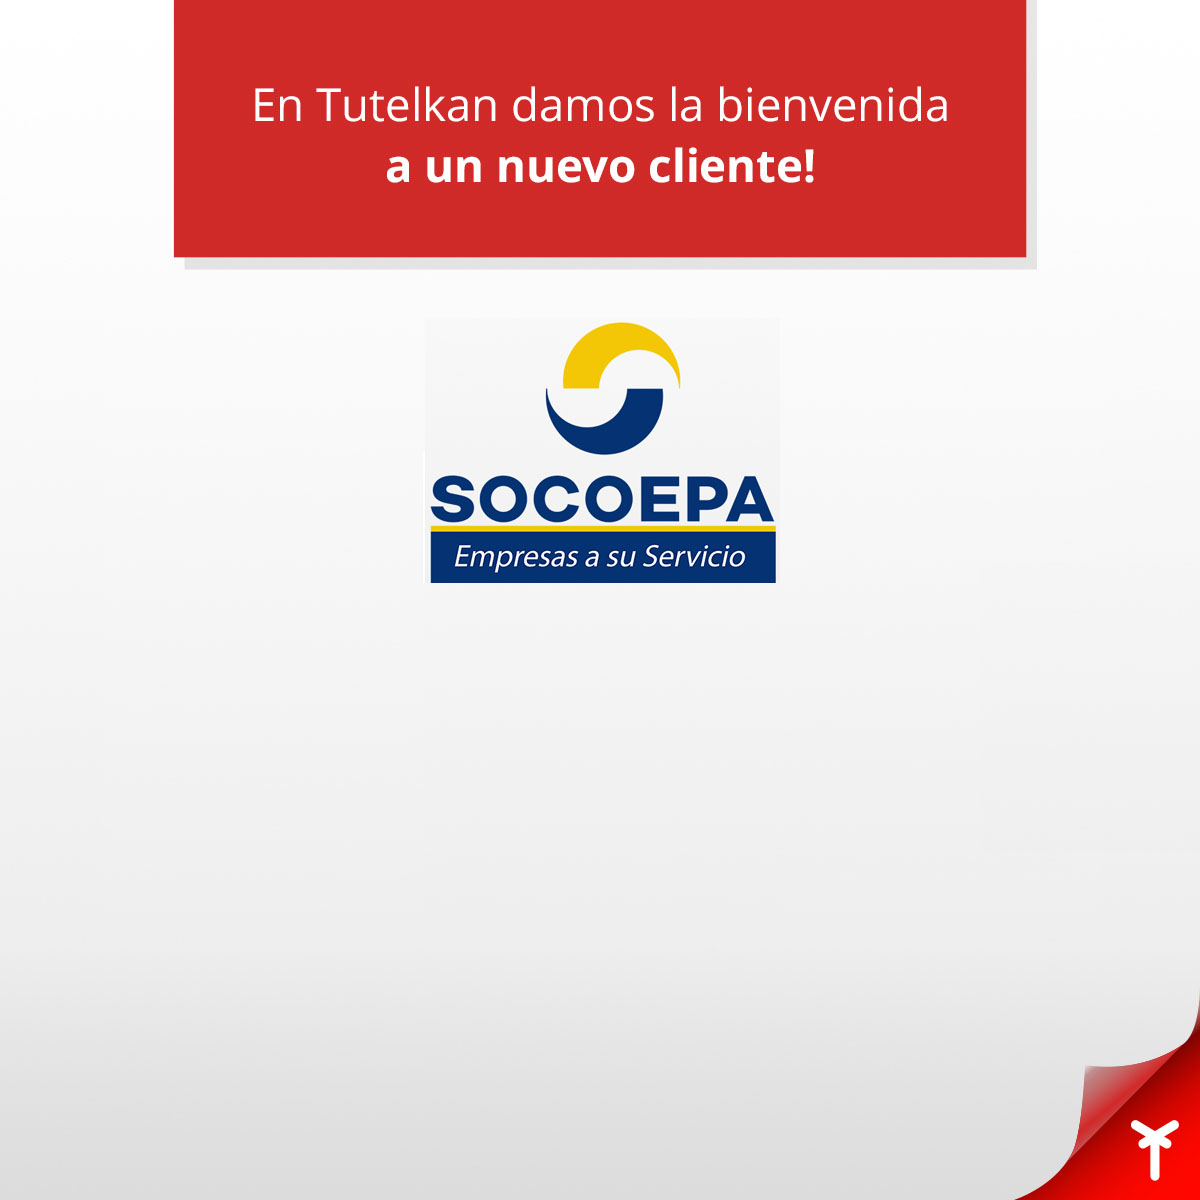 En Tutelkan damos la bienvenida
a un nuevo cliente!
SOCOEPA
Empresas a su Servicio